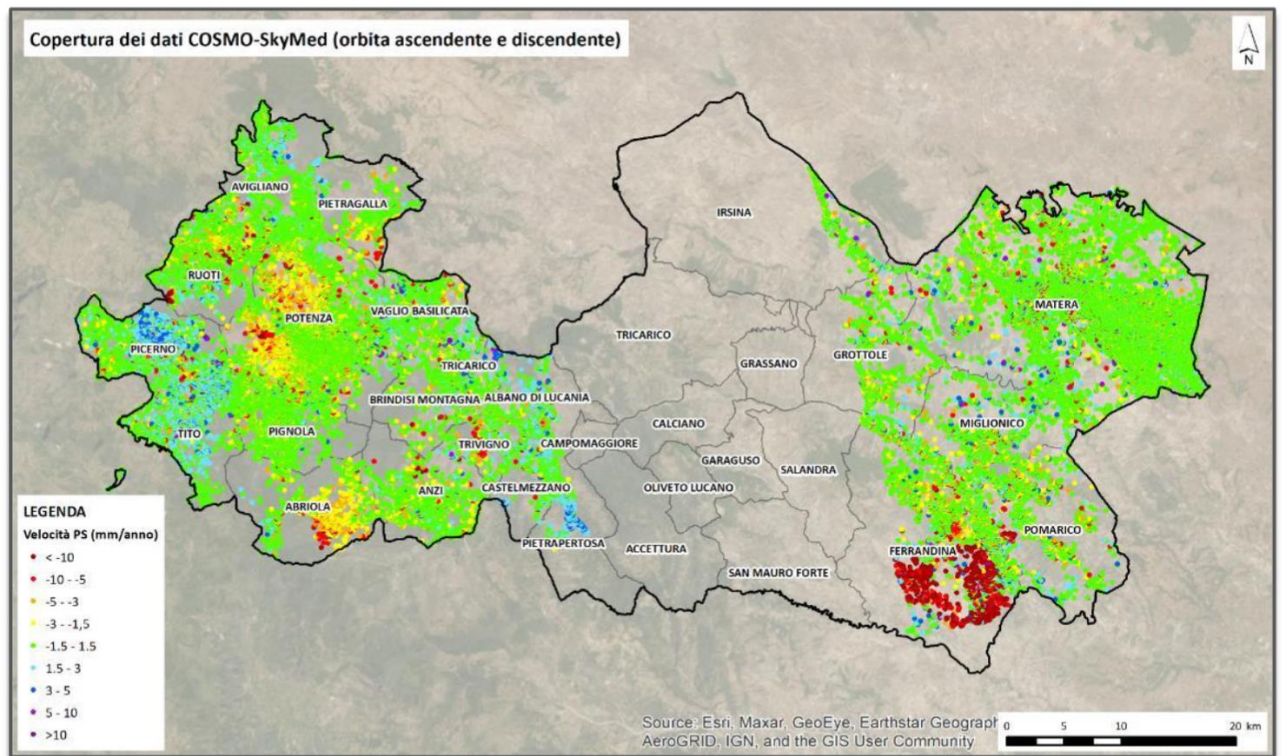 Copertura dei dati COSMO-SkyMed (orbita ascendente e discendente)
N
IRSINA
AVIGLIANO
PIETRAGALLA
RUOTI
POTENZA
VAGLIO BASILICATA
MATERA
PICERNO
TRICARICO
GROTTOLE
GRASSANO
TRICARICO
BRINDISI MONTAGNA
ALBANO DI LUCANIA
CALCIANO
MIGLIONICO
TITO
PIGNOLA
TRIVIGNO
CAMPOMAGGIORE
GARAGUSO
SALANDRA
ABRIOLA
ANZI
CASTELMEZZANO
OLIVETO LUCANO
PIETRAPERTOSA
ACCETTURA
FERRANDINA
POMARICO
SAN MAURO FORTE
LEGENDA
Velocità PS (mm/anno)
< -10
-10 - -5
-5 - -3
-3 - -1,5
-1.5 - 1.5
1.5 - 3
3 - 5
5 - 10
>10
Source: Esri, Maxar, GeoEye, Earthstar Geograph
AeroGRID, IGN, and the GIS User Community
0 5 10 20 km